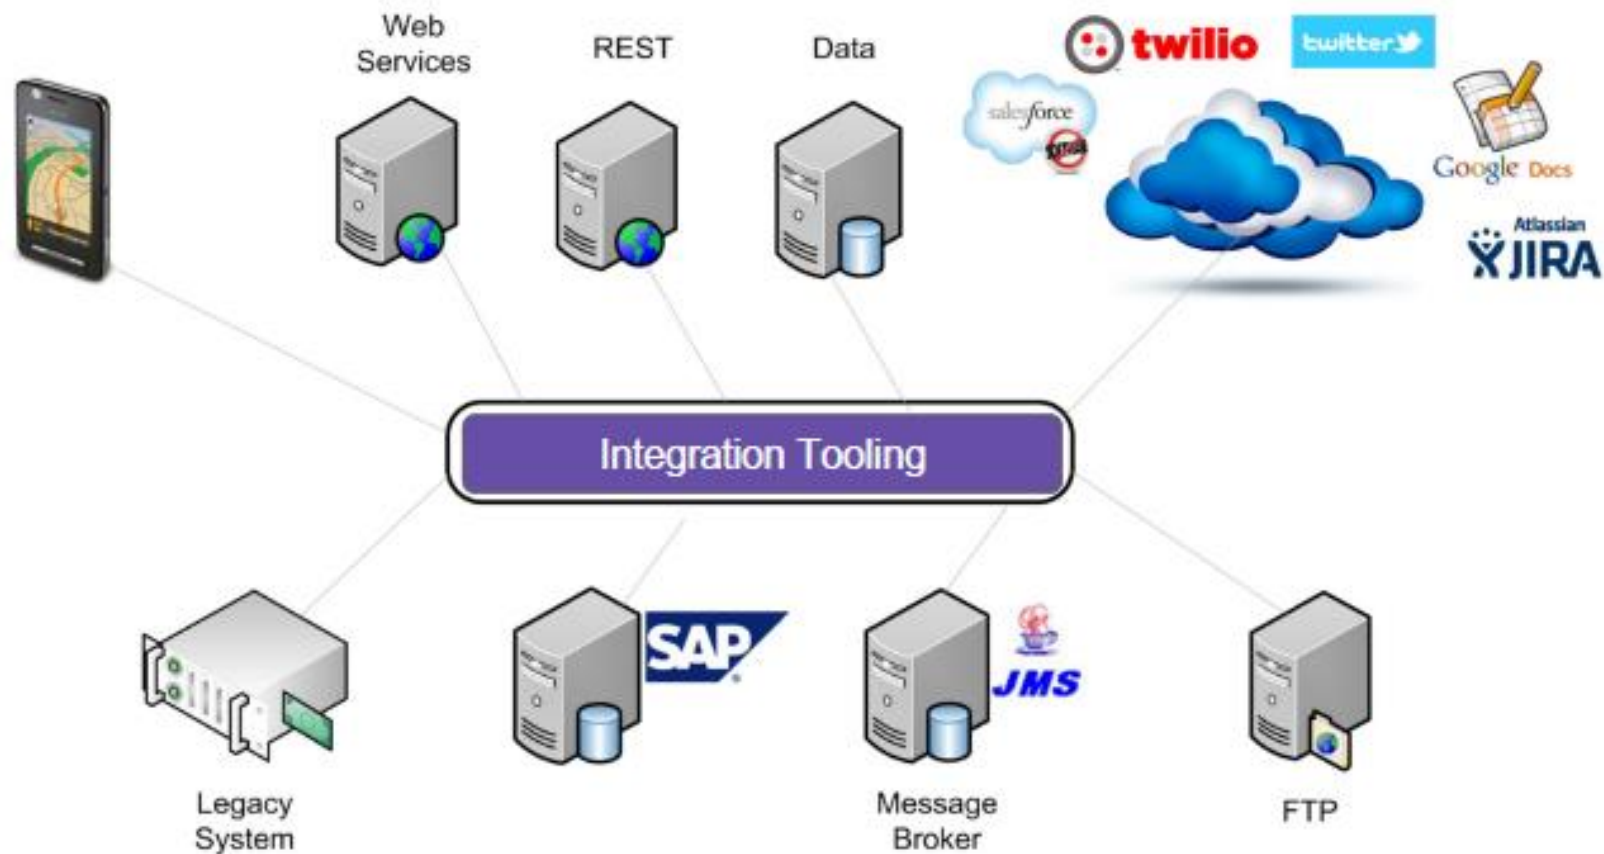 Web
Services
REST
Data
twilio
twitter
salesforce
Google Docs
Atlassian
JIRA
Integration Tooling
SAP
JMS
Legacy
System
Message
Broker
FTP